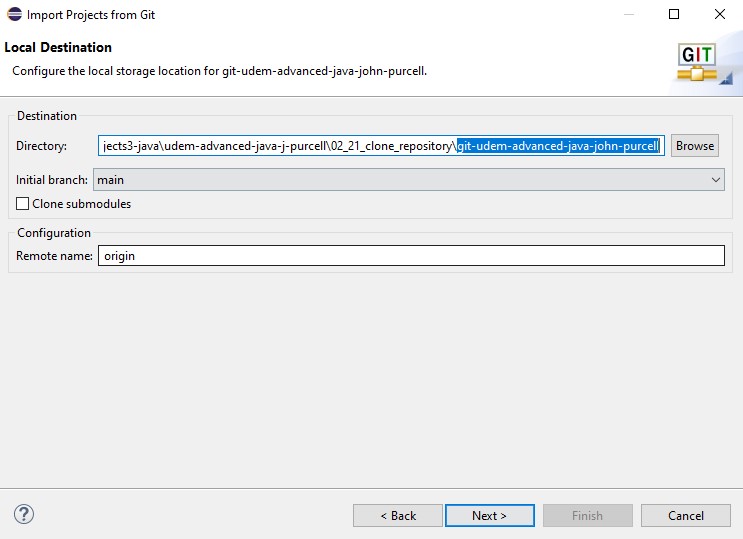 Import Projects from Git
Local Destination
Configure the local storage location for git-udem-advanced-java-john-purcell.
GIT
Destination
Directory: jects3-java\udem-advanced-java-j-purcell\02_21_clone_repository\git-udem-advanced-java-john-purcell Browse
Initial branch: main
Clone submodules
Configuration
Remote name: origin
? < Back Next > Finish Cancel